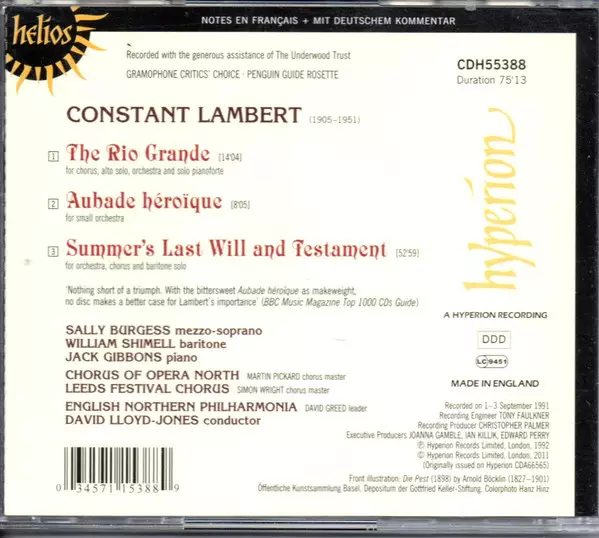 NOTES EN FRANÇAIS + MIT DEUTSCHEM KOMMENTAR
helios
Recorded with the generous assistance of The Underwood Trust
GRAMOPHONE CRITICS' CHOICE · PENGUIN GUIDE ROSETTE
CDH55388
Duration 75'13
CONSTANT LAMBERT (1905–1951)
1 The Rio Grande [14'04]
for chorus, alto solo, orchestra and solo pianoforte
2 Aubade héroïque [8'05]
for small orchestra
3 Summer's Last Will and Testament [52'59]
for orchestra, chorus and baritone solo
'Nothing short of a triumph. With the bittersweet Aubade héroïque as makeweight,
no disc makes a better case for Lambert's importance' (BBC Music Magazine Top 1000 CDs Guide)
hyperion
A HYPERION RECORDING
DDD
LC 9451
MADE IN ENGLAND
SALLY BURGESS mezzo-soprano
WILLIAM SHIMELL baritone
JACK GIBBONS piano
CHORUS OF OPERA NORTH MARTIN PICKARD chorus master
LEEDS FESTIVAL CHORUS SIMON WRIGHT chorus master
ENGLISH NORTHERN PHILHARMONIA DAVID GREED leader
DAVID LLOYD-JONES conductor
Recorded on 1–3 September 1991
Recording Engineer TONY FAULKNER
Recording Producer CHRISTOPHER PALMER
Executive Producers JOANNA GAMBLE, IAN KILLIK, EDWARD PERRY
℗ Hyperion Records Limited, London, 1992
© Hyperion Records Limited, London, 2011
(Originally issued on Hyperion CDA66565)
Front illustration: Die Pest (1898) by Arnold Böcklin (1827–1901)
Öffentliche Kunstsammlung Basel, Depositum der Gottfried Keller-Stiftung. Colorphoto Hanz Hinz
0 34571 15388 9